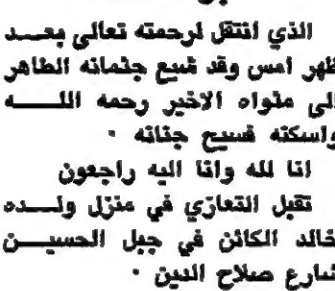 الذي انتقل لرحمته تعالى بعد
ظهر امس وقد شيع جثمانه الطاهر
الى مثواه الاخير رحمه الله
واسكنه فسيح جنانه ·
انا لله وانا اليه راجعون
تقبل التعازي في منزل ولده
خالد الكائن في جبل الحسين
شارع صلاح الدين ·